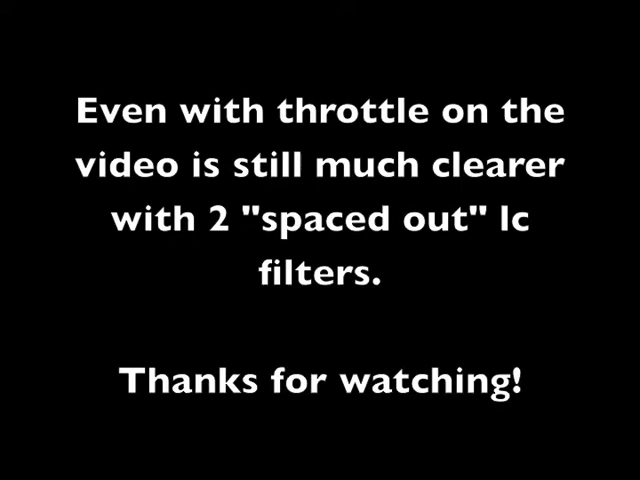 Even with throttle on the
video is still much clearer
with 2 "spaced out" lc
filters.
Thanks for watching!